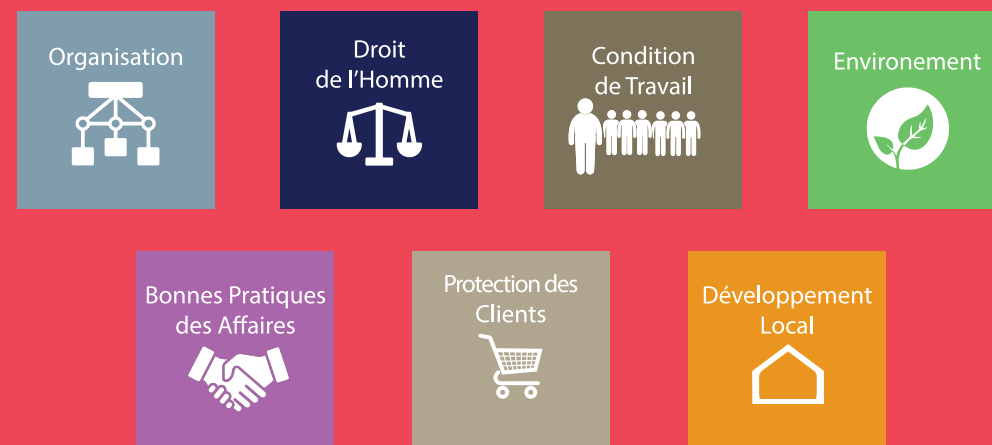 Organisation
Droit
de l'Homme
Condition
de Travail
Environement
Bonnes Pratiques
des Affaires
Protection des
Clients
Développement
Local